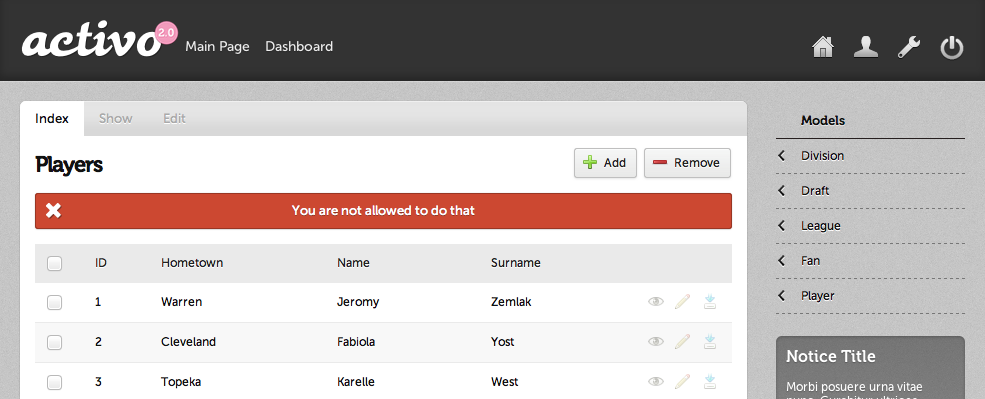 activo 2.0
Main Page Dashboard
Index Show Edit
Players
Add Remove
You are not allowed to do that
ID Hometown Name Surname
1 Warren Jeromy Zemlak
2 Cleveland Fabiola Yost
3 Topeka Karelle West
Models
Division
Draft
League
Fan
Player
Notice Title
Morbi posuere urna vitae